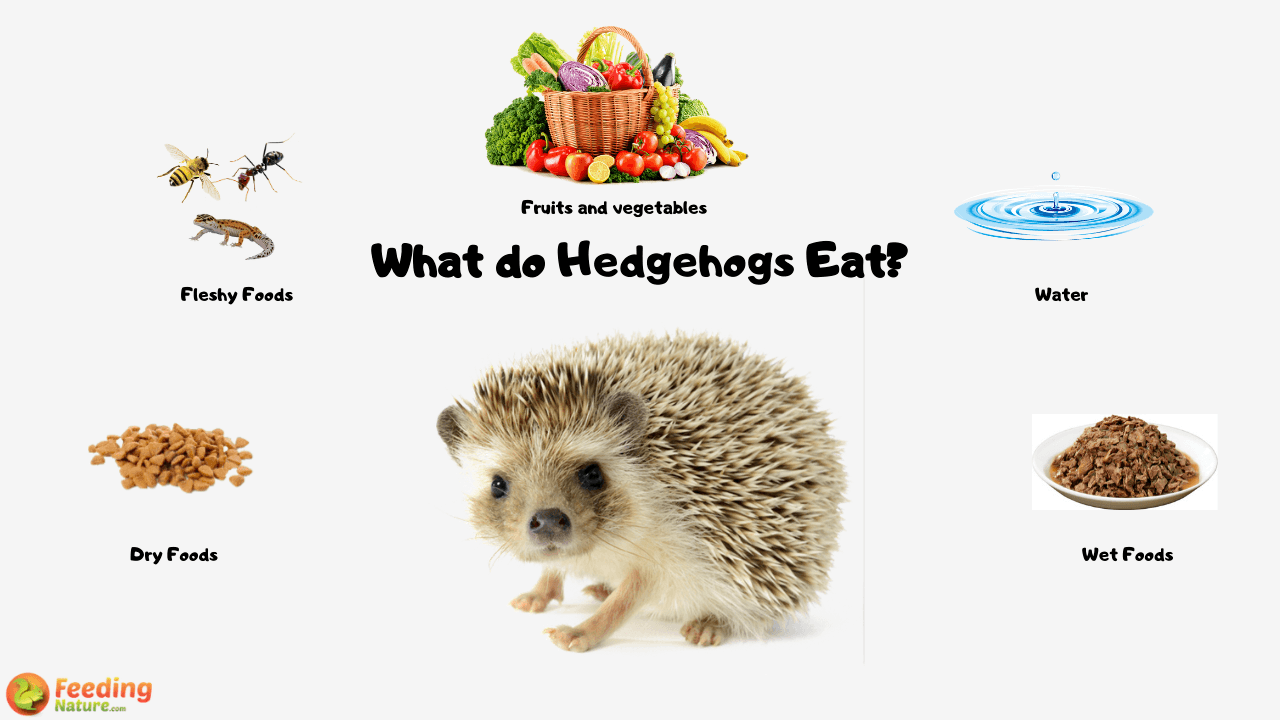 Fruits and vegetables
What do Hedgehogs Eat?
Fleshy Foods
Water
Dry Foods
Wet Foods
Feeding
Nature.com